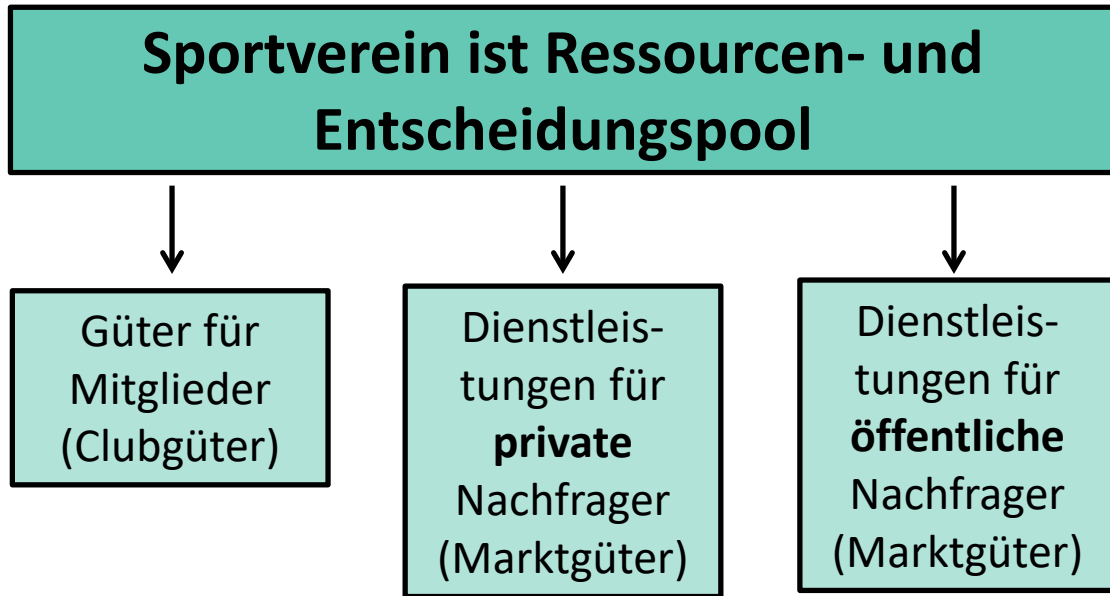 Sportverein ist Ressourcen- und
Entscheidungspool
Güter für
Mitglieder
(Clubgüter)
Dienstleis-
tungen für
private
Nachfrager
(Marktgüter)
Dienstleis-
tungen für
öffentliche
Nachfrager
(Marktgüter)